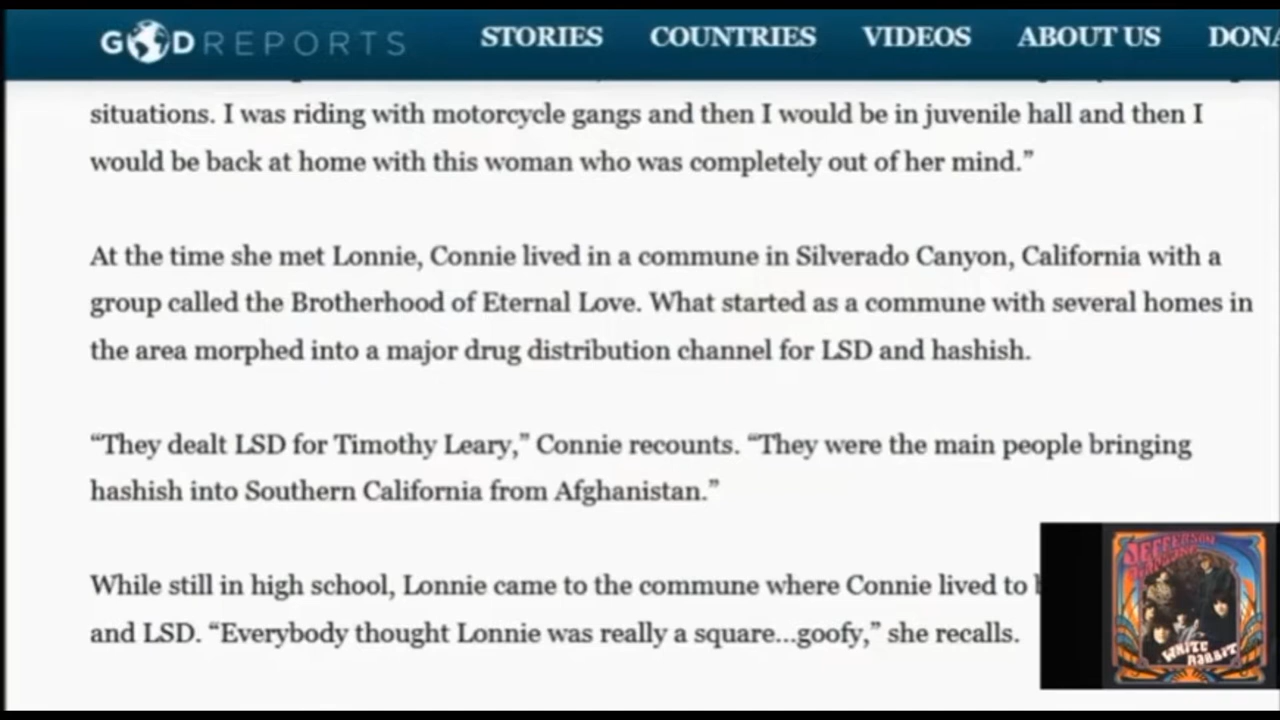 GOD REPORTS STORIES COUNTRIES VIDEOS ABOUT US
situations. I was riding with motorcycle gangs and then I would be in juvenile hall and then I
would be back at home with this woman who was completely out of her mind.”
At the time she met Lonnie, Connie lived in a commune in Silverado Canyon, California with a
group called the Brotherhood of Eternal Love. What started as a commune with several homes in
the area morphed into a major drug distribution channel for LSD and hashish.
“They dealt LSD for Timothy Leary,” Connie recounts. “They were the main people bringing
hashish into Southern California from Afghanistan.”
While still in high school, Lonnie came to the commune where Connie lived to
and LSD. “Everybody thought Lonnie was really a square...goofy,” she recalls.
JEFFERSON
AIRPLANE
WHITE
RABBIT